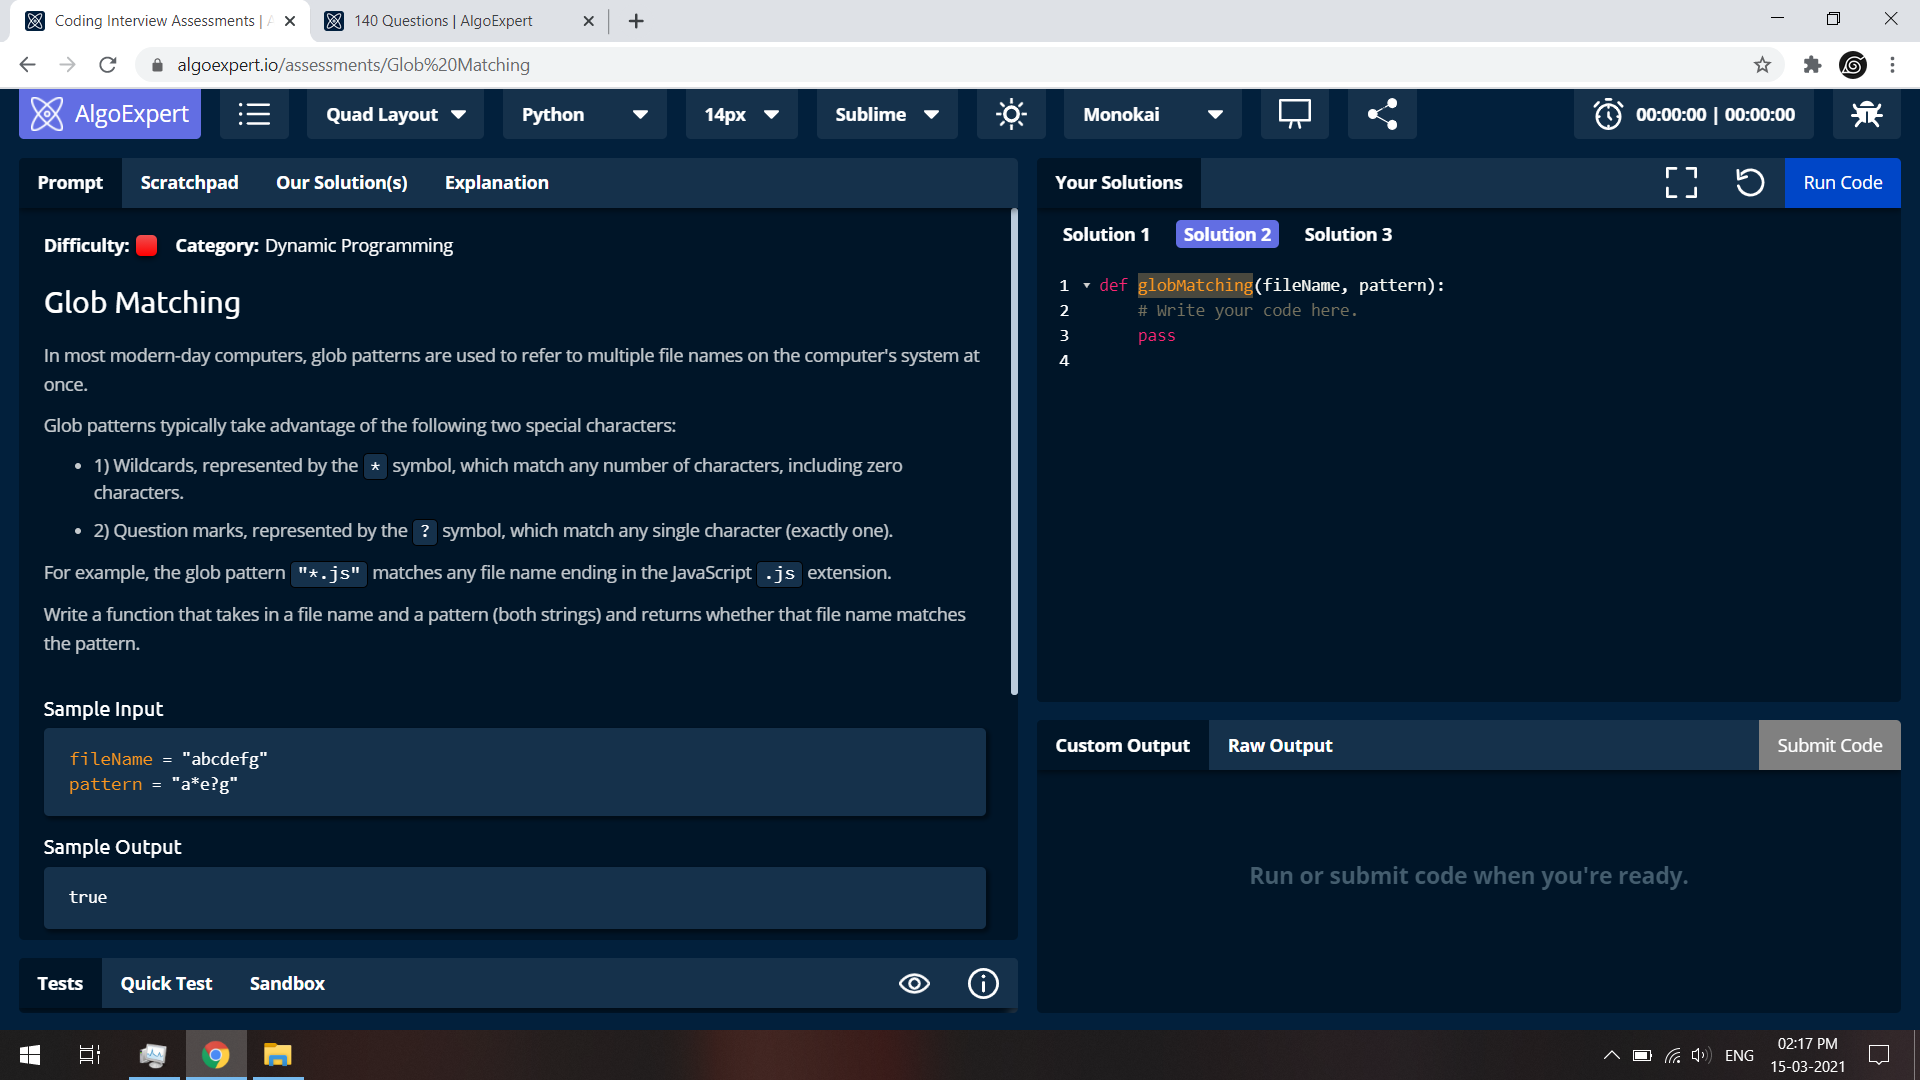 Coding Interview Assessments |
140 Questions | AlgoExpert
algoexpert.io/assessments/Glob%20Matching
AlgoExpert
Quad Layout
Python
14px
Sublime
Monokai
00:00:00 | 00:00:00
Prompt
Scratchpad
Our Solution(s)
Explanation
Difficulty: Category: Dynamic Programming
Glob Matching
In most modern-day computers, glob patterns are used to refer to multiple file names on the computer's system at
once.
Glob patterns typically take advantage of the following two special characters:
• 1) Wildcards, represented by the * symbol, which match any number of characters, including zero
characters.
• 2) Question marks, represented by the ? symbol, which match any single character (exactly one).
For example, the glob pattern "*.js" matches any file name ending in the JavaScript .js extension.
Write a function that takes in a file name and a pattern (both strings) and returns whether that file name matches
the pattern.
Sample Input
fileName = "abcdefg"
pattern = "a*e?g"
Sample Output
true
Tests
Quick Test
Sandbox
Your Solutions
Run Code
Solution 1
Solution 2
Solution 3
1 def globMatching(fileName, pattern):
2 # Write your code here.
3 pass
4
Custom Output
Raw Output
Submit Code
Run or submit code when you're ready.
ENG
02:17 PM
15-03-2021